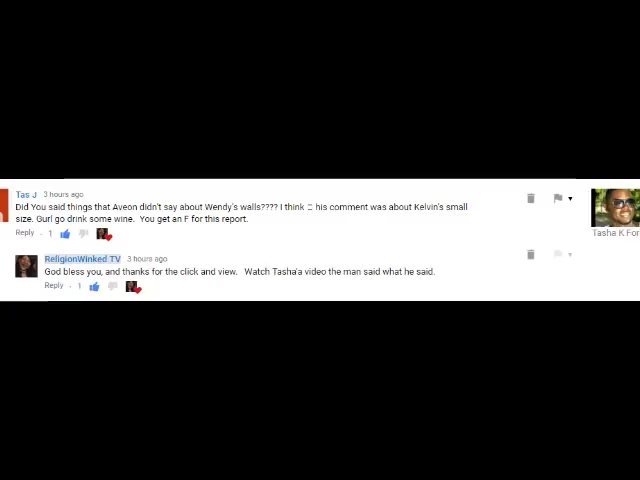 Tas J 3 hours ago
Did You said things that Aveon didn't say about Wendy's walls???? I think his comment was about Kelvin's small
size. Gurl go drink some wine. You get an F for this report.
Reply 1
Tasha K For
ReligionWinked TV 3 hours ago
God bless you, and thanks for the click and view. Watch Tasha'a video the man said what he said.
Reply 1